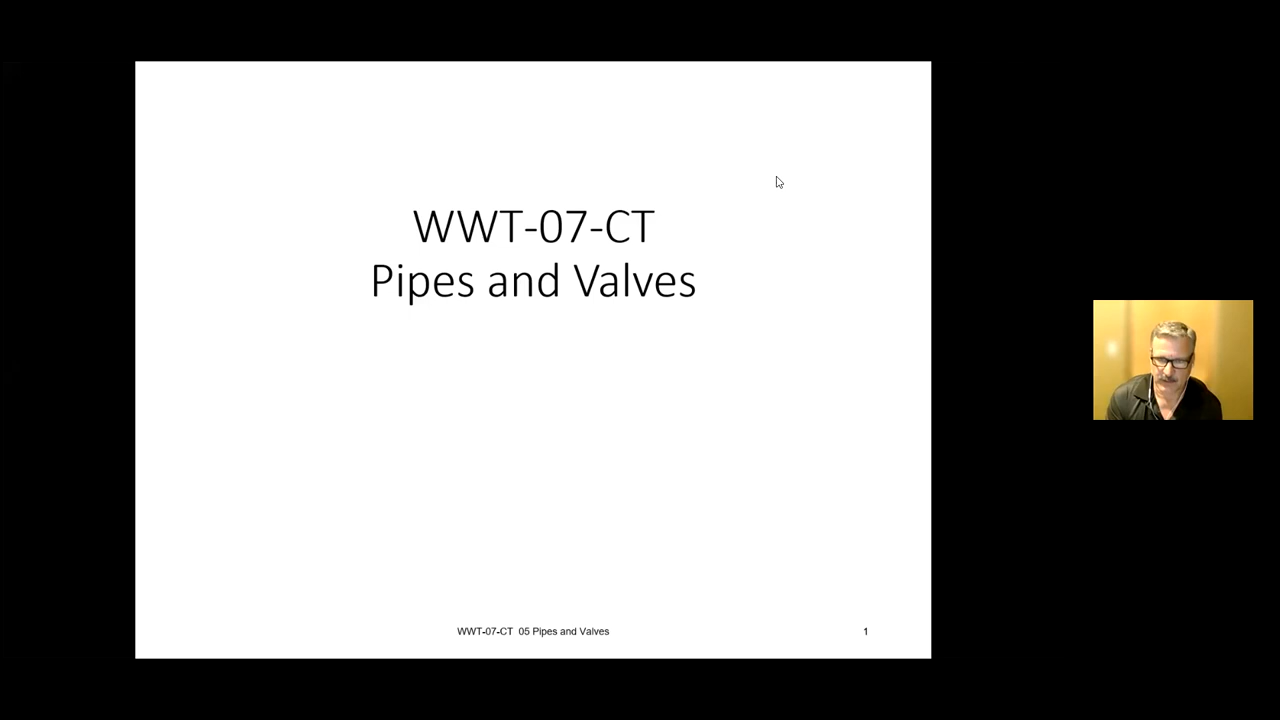 WWT-07-CT
Pipes and Valves
WWT-07-CT 05 Pipes and Valves
1